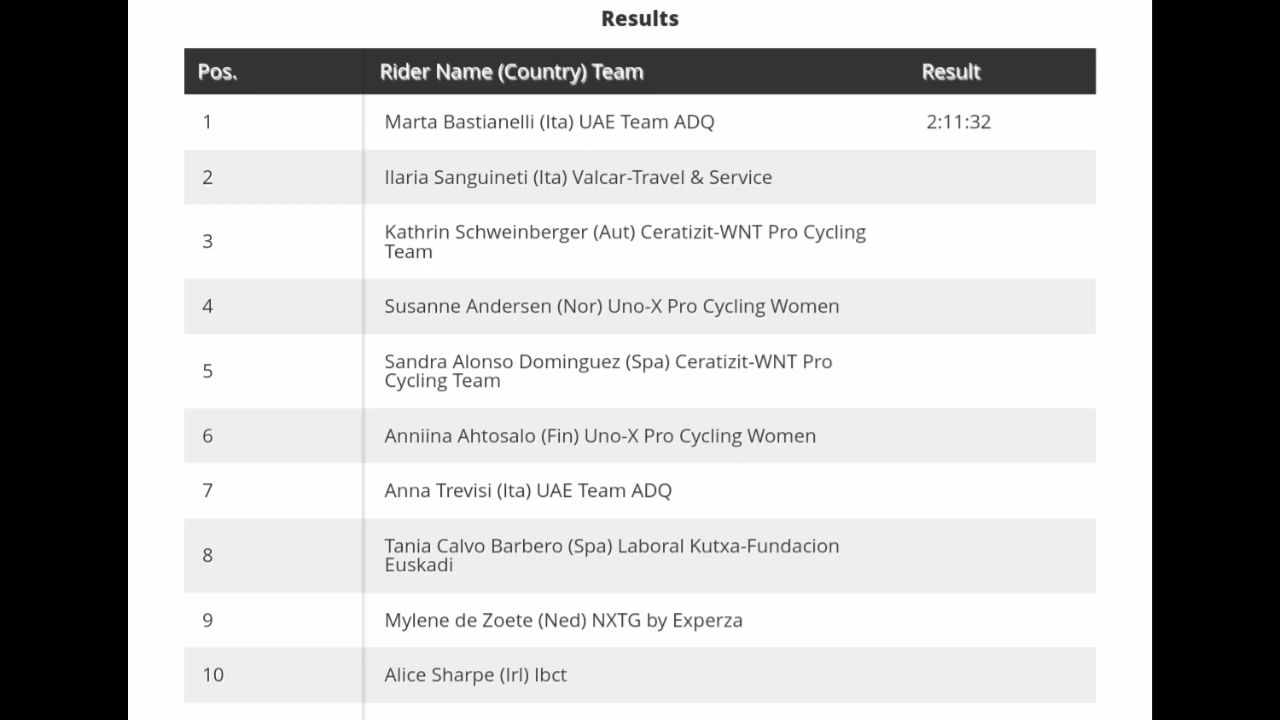 Results
Pos. Rider Name (Country) Team Result
1 Marta Bastianelli (Ita) UAE Team ADQ 2:11:32
2 Ilaria Sanguineti (Ita) Valcar-Travel & Service
3 Kathrin Schweinberger (Aut) Ceratizit-WNT Pro Cycling
Team
4 Susanne Andersen (Nor) Uno-X Pro Cycling Women
5 Sandra Alonso Dominguez (Spa) Ceratizit-WNT Pro
Cycling Team
6 Anniina Ahtosalo (Fin) Uno-X Pro Cycling Women
7 Anna Trevisi (Ita) UAE Team ADQ
8 Tania Calvo Barbero (Spa) Laboral Kutxa-Fundacion
Euskadi
9 Mylene de Zoete (Ned) NXTG by Experza
10 Alice Sharpe (Irl) Ibct